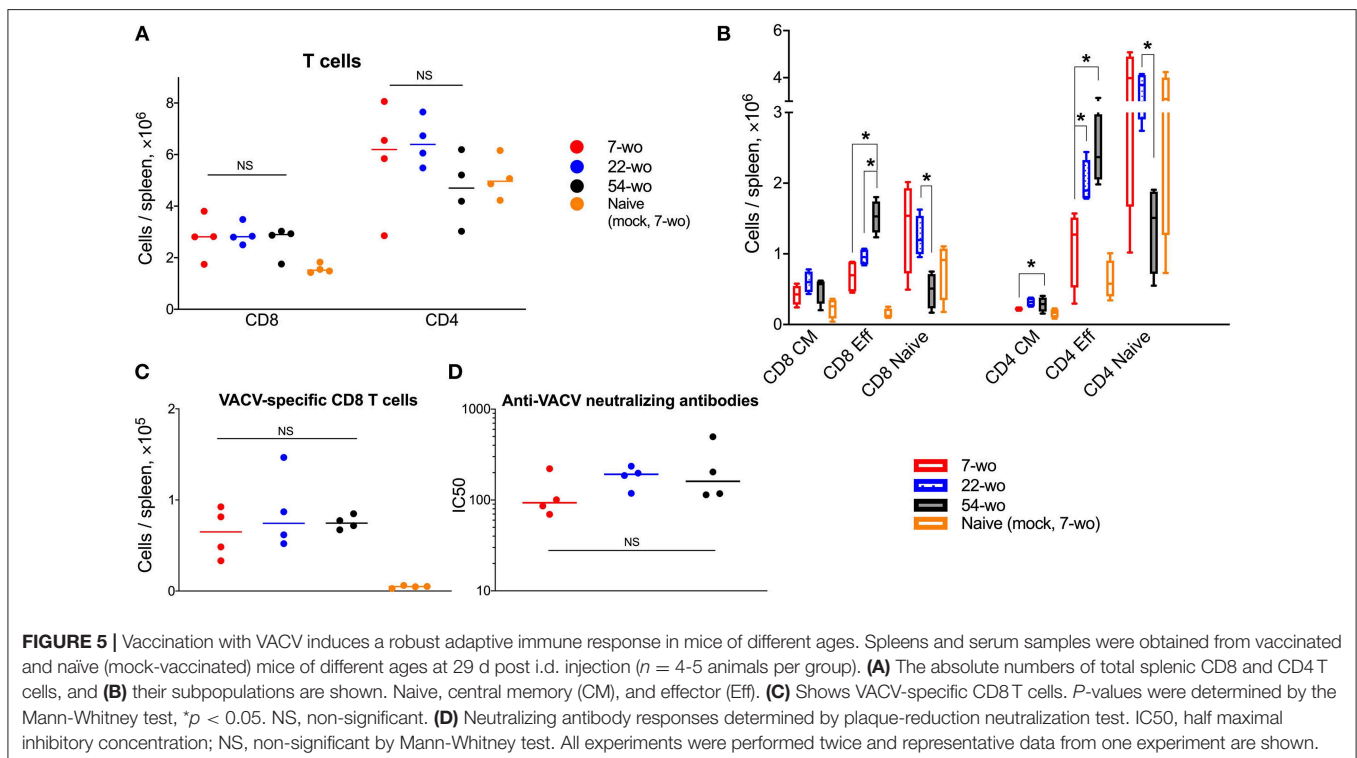 A
T cells
Cells / spleen, ×10⁶
8
6
4
2
0
NS
NS
CD8
CD4
7-wo
22-wo
54-wo
Naive
(mock, 7-wo)
B
Cells / spleen, ×10⁶
6
4
3
2
1
0
*
*
*
*
*
*
*
CD8 CM
CD8 Eff
CD8 Naive
CD4 CM
CD4 Eff
CD4 Naive
C
VACV-specific CD8 T cells
Cells / spleen, ×10⁵
2
1
0
NS
D
Anti-VACV neutralizing antibodies
IC50
1000
100
10
NS
7-wo
22-wo
54-wo
Naive (mock, 7-wo)
FIGURE 5 | Vaccination with VACV induces a robust adaptive immune response in mice of different ages. Spleens and serum samples were obtained from vaccinated
and naïve (mock-vaccinated) mice of different ages at 29 d post i.d. injection (n = 4-5 animals per group). (A) The absolute numbers of total splenic CD8 and CD4 T
cells, and (B) their subpopulations are shown. Naive, central memory (CM), and effector (Eff). (C) Shows VACV-specific CD8 T cells. P-values were determined by the
Mann-Whitney test, *p < 0.05. NS, non-significant. (D) Neutralizing antibody responses determined by plaque-reduction neutralization test. IC50, half maximal
inhibitory concentration; NS, non-significant by Mann-Whitney test. All experiments were performed twice and representative data from one experiment are shown.